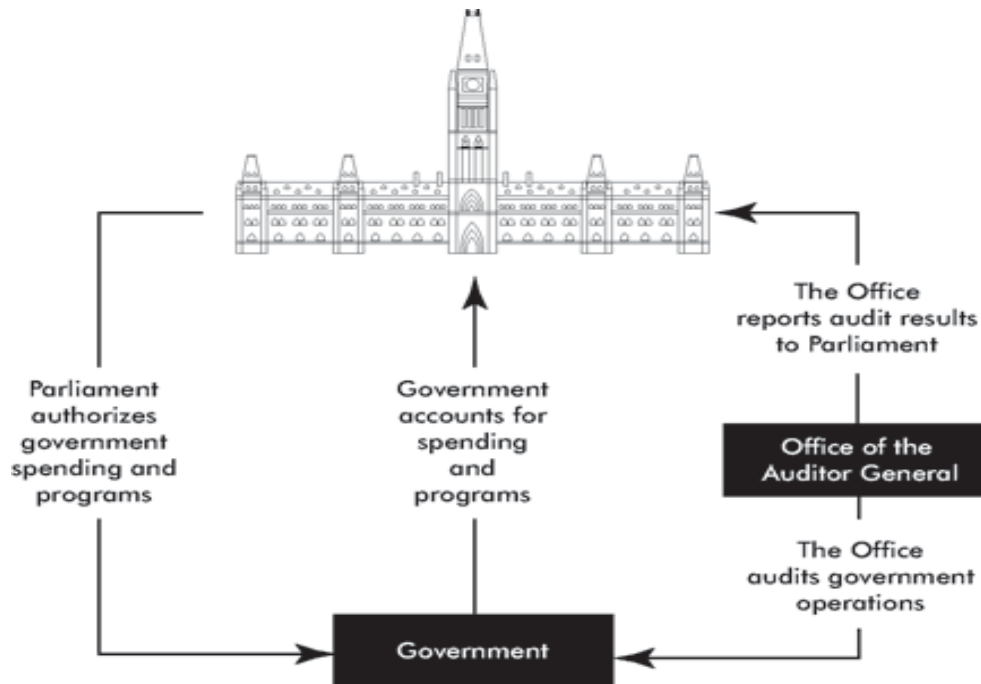 Parliament
authorizes
government
spending and
programs
Government
accounts for
spending
and
programs
The Office
reports audit results
to Parliament
Office of the
Auditor General
The Office
audits government
operations
Government